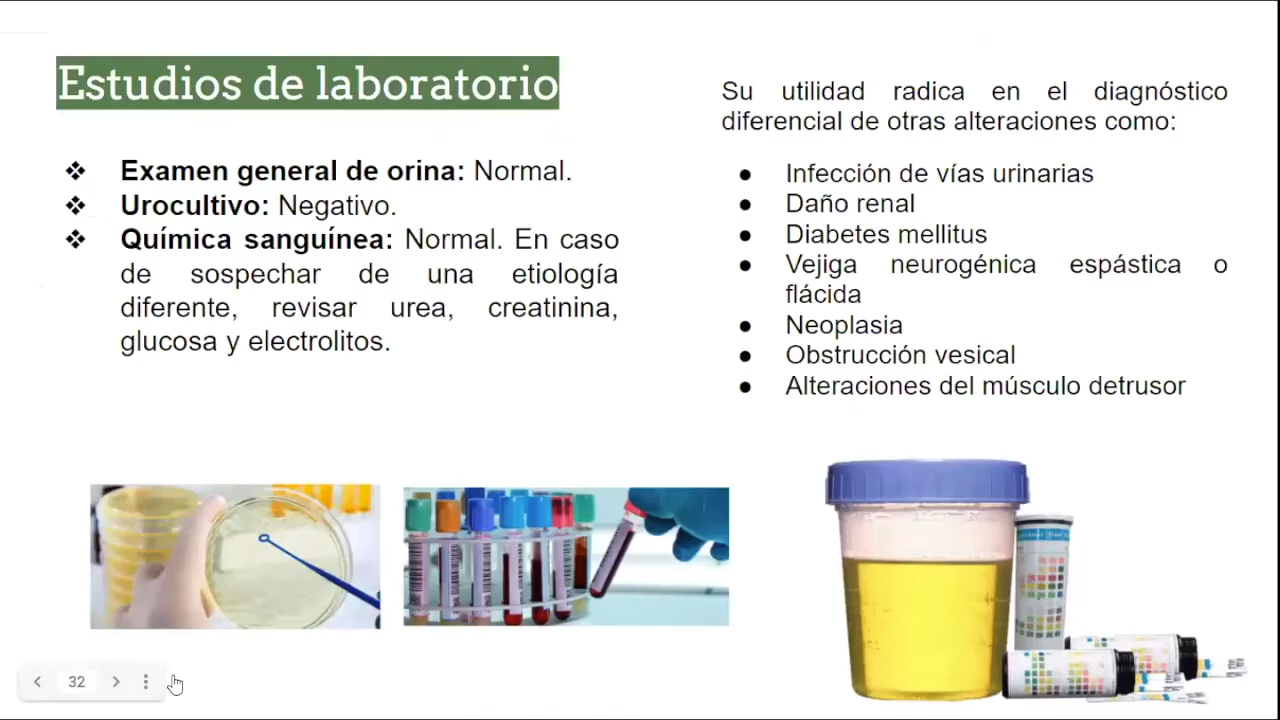 Estudios de laboratorio
❖ Examen general de orina: Normal.
❖ Urocultivo: Negativo.
❖ Química sanguínea: Normal. En caso
de sospechar de una etiología
diferente, revisar urea, creatinina,
glucosa y electrolitos.
Su utilidad radica en el diagnóstico
diferencial de otras alteraciones como:
● Infección de vías urinarias
● Daño renal
● Diabetes mellitus
● Vejiga neurogénica espástica o
flácida
● Neoplasia
● Obstrucción vesical
● Alteraciones del músculo detrusor
32